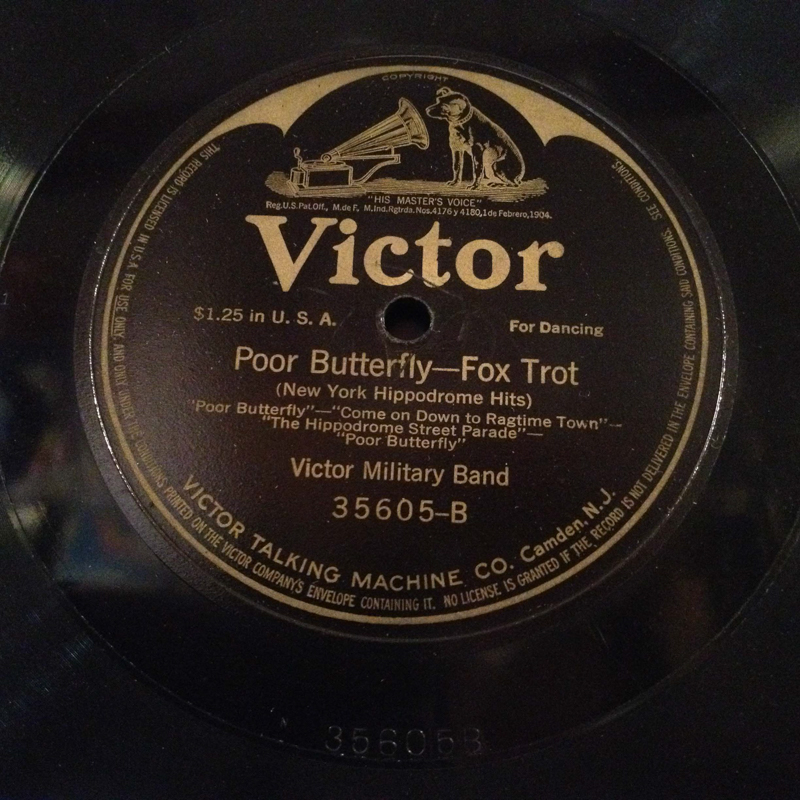 COPYRIGHT
"HIS MASTER'S VOICE"
Reg.U.S.Pat.Off., M.de F., M.Ind.Rgtrda.Nos.4176 y 4180,1 de Febrero,1904.
Victor
$1.25 in U. S. A.
For Dancing
Poor Butterfly—Fox Trot
(New York Hippodrome Hits)
"Poor Butterfly"—"Come on Down to Ragtime Town"—
"The Hippodrome Street Parade"—
"Poor Butterfly"
Victor Military Band
35605-B
VICTOR TALKING MACHINE CO. Camden, N.J.
THIS RECORD IS LICENSED IN U.S.A. FOR USE ONLY, AND ONLY UNDER THE CONDITIONS PRINTED ON THE VICTOR COMPANY'S ENVELOPE CONTAINING IT. NO LICENSE IS GRANTED IF THE RECORD IS NOT DELIVERED IN THE ENVELOPE CONTAINING SAID CONDITIONS. SEE CONDITIONS.
35605B